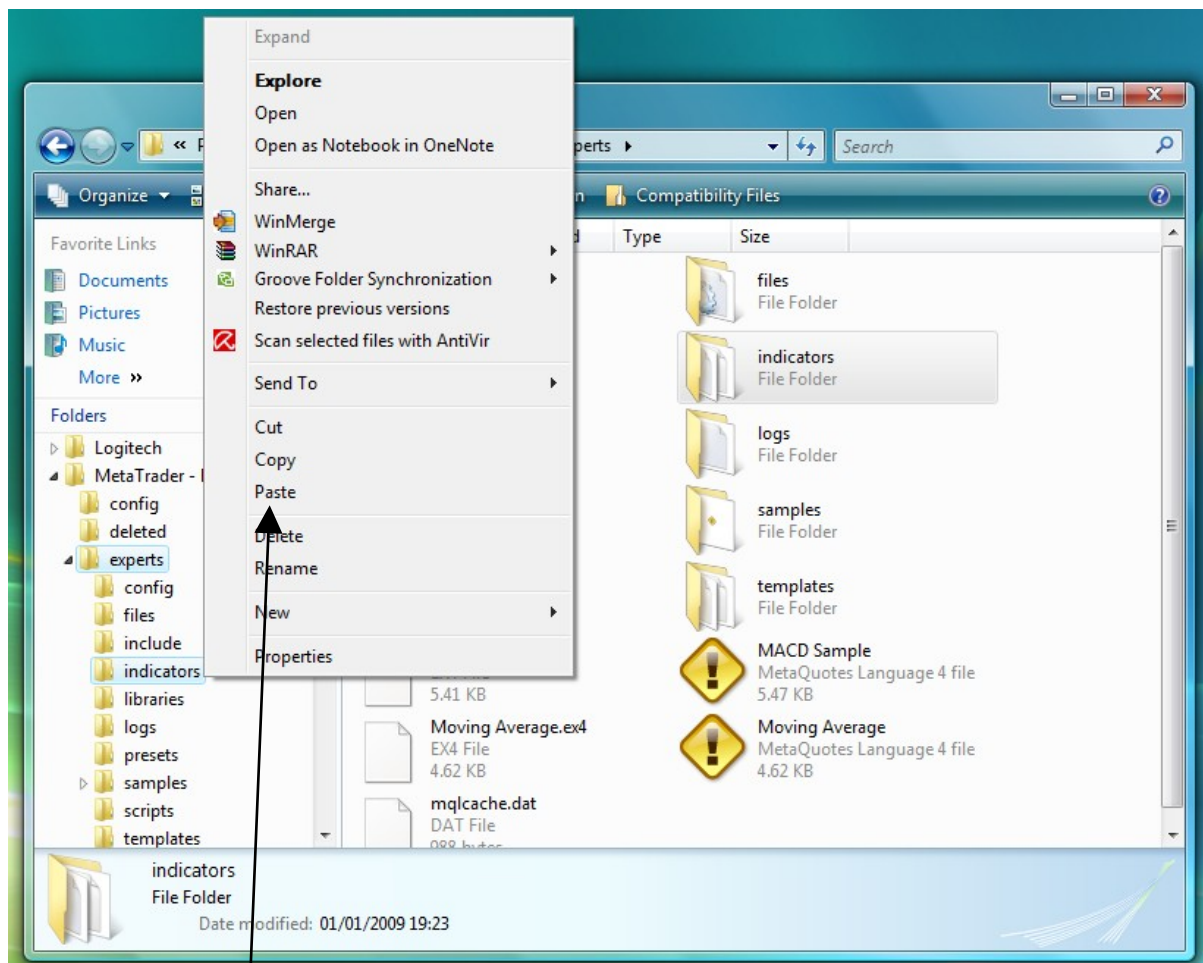 Expand
Explore
Open
Open as Notebook in OneNote
Share...
WinMerge
WinRAR
Groove Folder Synchronization
Restore previous versions
Scan selected files with AntiVir
Send To
Cut
Copy
Paste
Delete
Rename
New
Properties
perts
Search
Organize
Compatibility Files
Favorite Links
Documents
Pictures
Music
More »
Folders
Logitech
MetaTrader -
config
deleted
experts
config
files
include
indicators
libraries
logs
presets
samples
scripts
templates
Type Size
files
File Folder
indicators
File Folder
logs
File Folder
samples
File Folder
templates
File Folder
5.41 KB
MACD Sample
MetaQuotes Language 4 file
5.47 KB
Moving Average.ex4
EX4 File
4.62 KB
Moving Average
MetaQuotes Language 4 file
4.62 KB
mqlcache.dat
DAT File
988 bytes
indicators
File Folder
Date modified: 01/01/2009 19:23